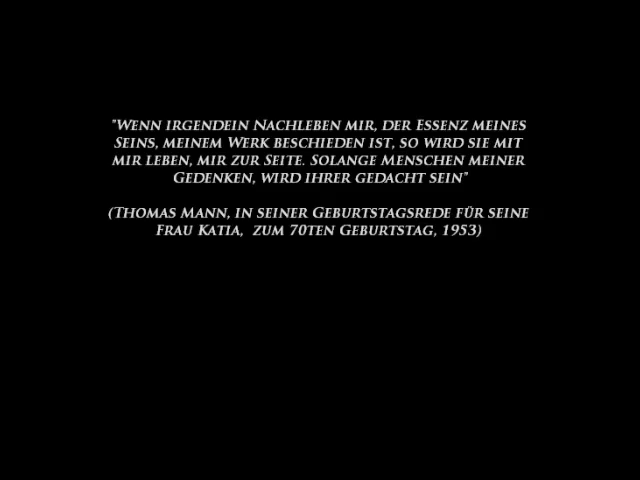 "Wenn irgendein Nachleben mir, der Essenz meines
Seins, meinem Werk beschieden ist, so wird sie mit
mir leben, mir zur Seite. Solange Menschen meiner
Gedenken, wird ihrer gedacht sein"
(Thomas Mann, in seiner Geburtstagsrede für seine
Frau Katia, zum 70ten Geburtstag, 1953)